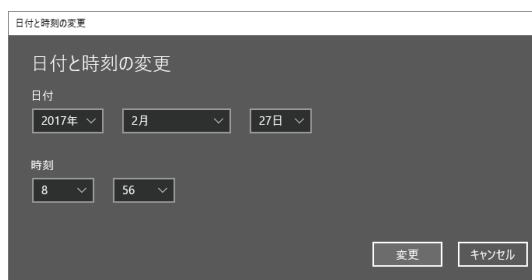 日付と時刻の変更
日付と時刻の変更
日付
2017年 2月 27日
時刻
8 56
変更 キャンセル